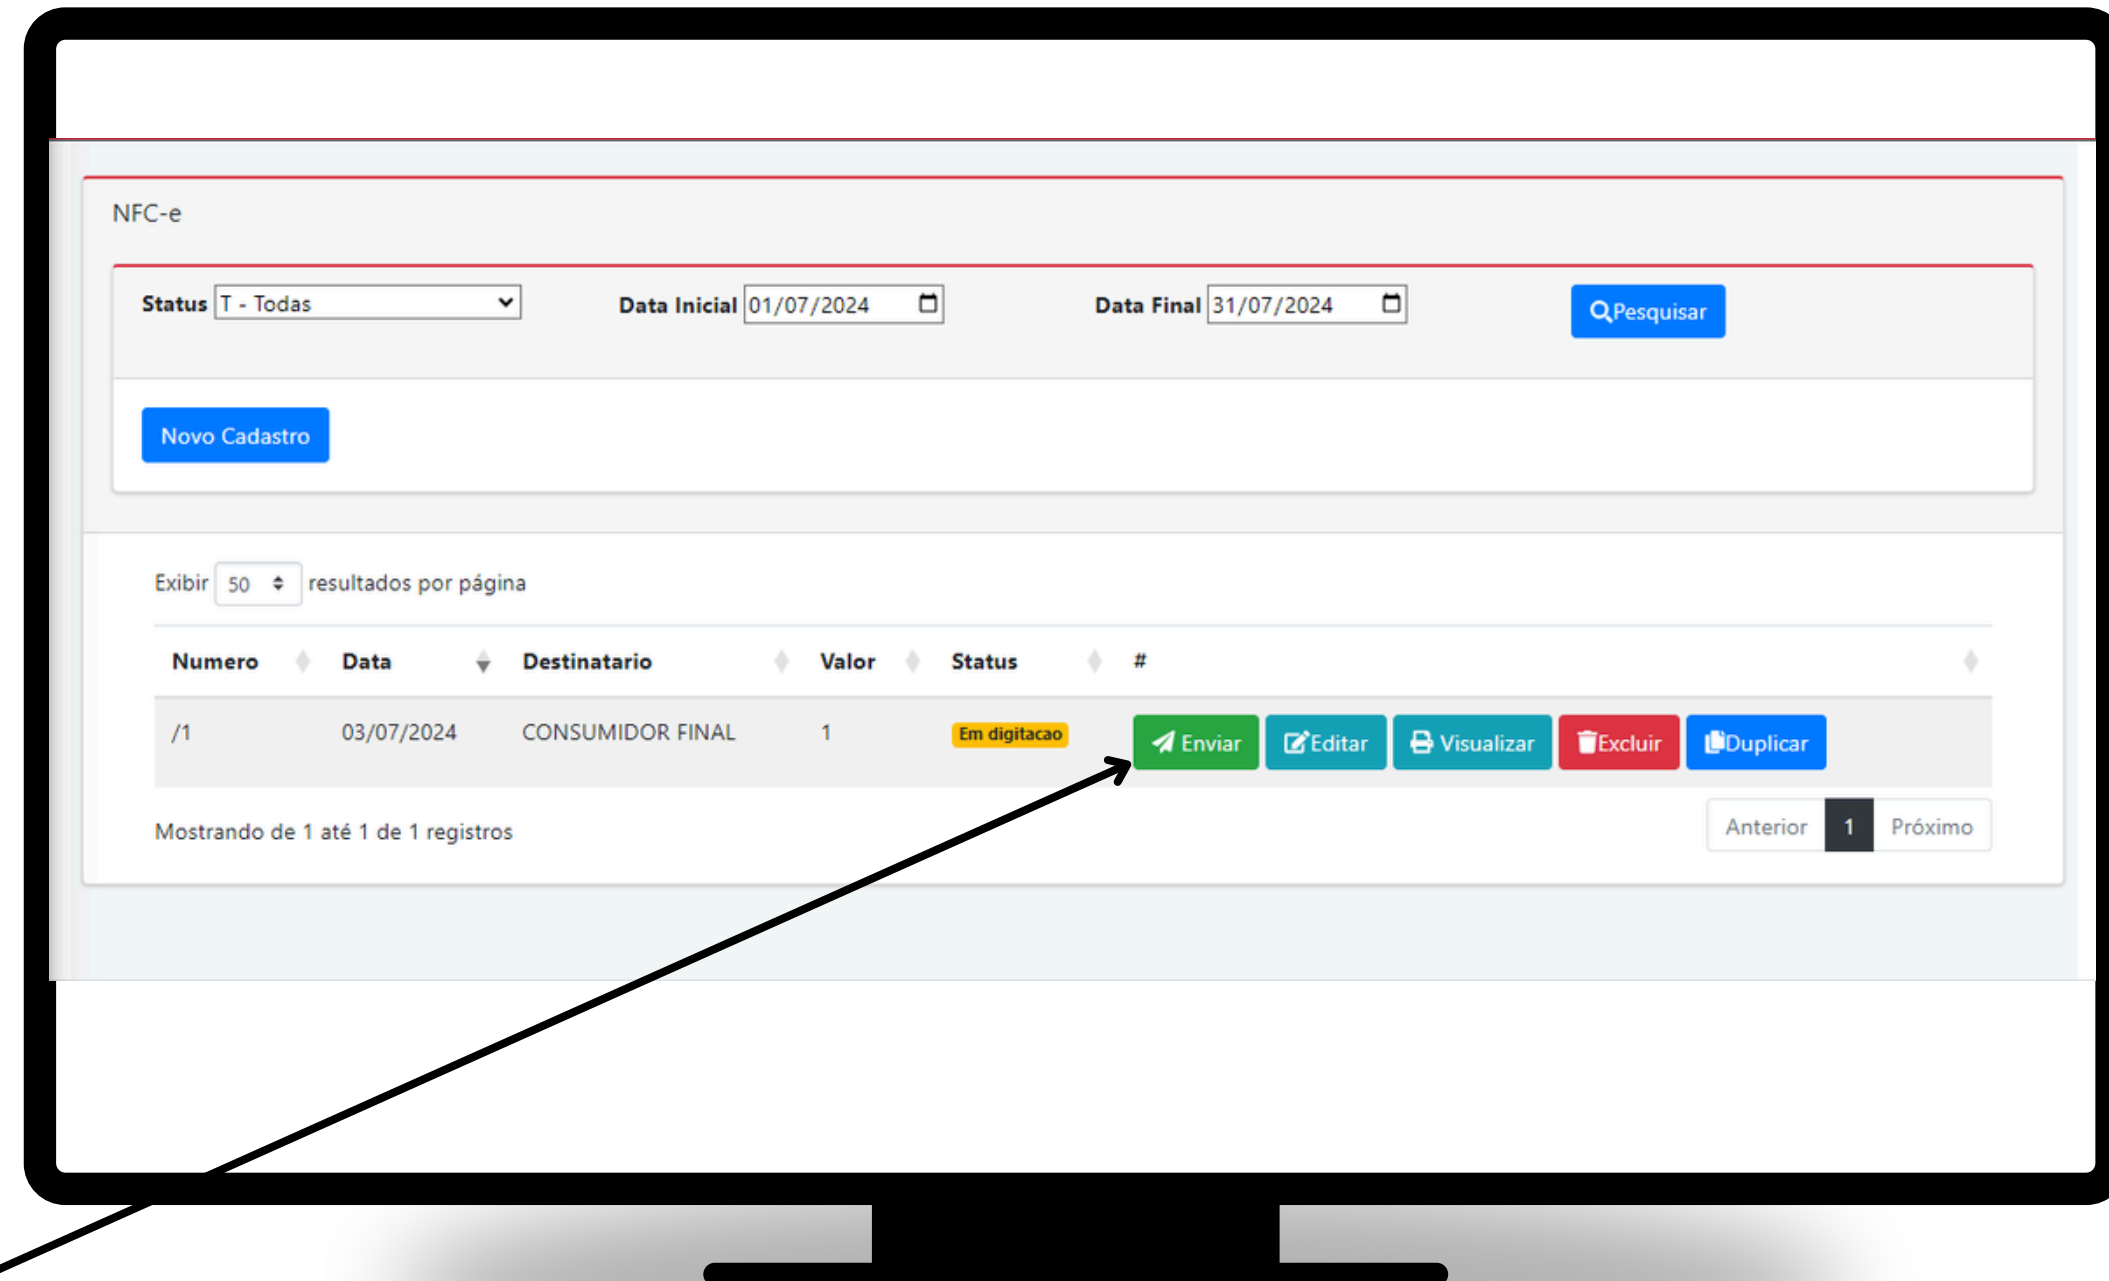 NFC-e
Status T - Todas Data Inicial 01/07/2024 Data Final 31/07/2024 Pesquisar
Novo Cadastro
Exibir 50 resultados por página
Numero Data Destinatario Valor Status #
/1 03/07/2024 CONSUMIDOR FINAL 1 Em digitacao Enviar Editar Visualizar Excluir Duplicar
Mostrando de 1 até 1 de 1 registros Anterior 1 Próximo